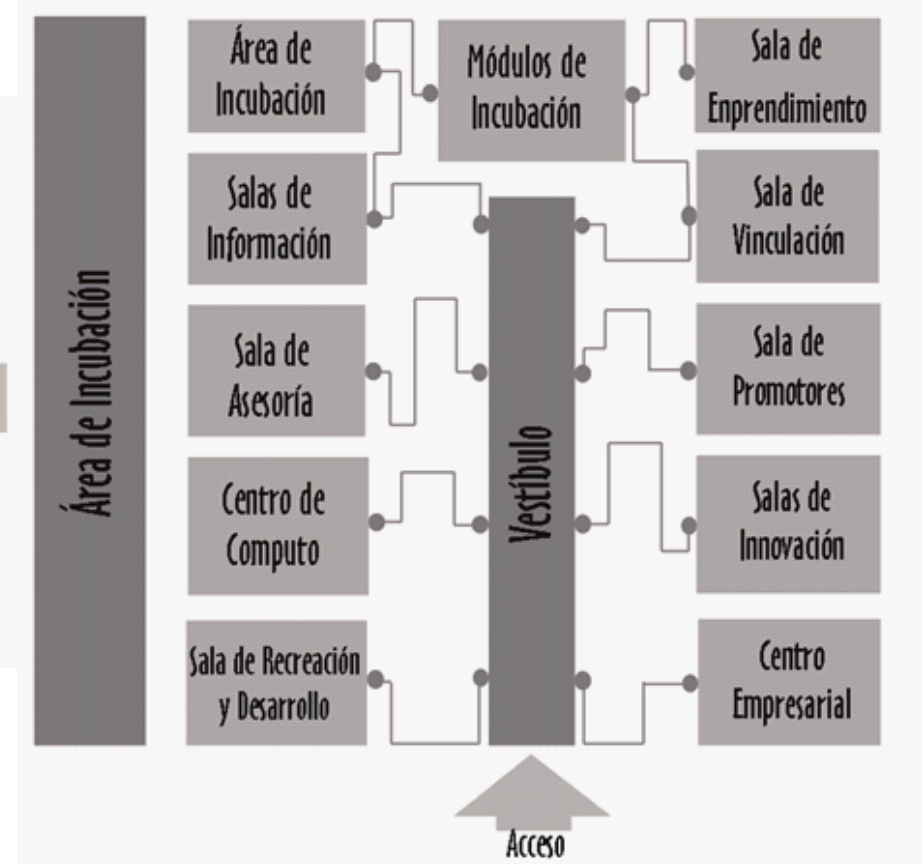 Área de Incubación
Área de
Incubación
Módulos de
Incubación
Sala de
Enprendimiento
Salas de
Información
Sala de
Vinculación
Vestíbulo
Sala de
Asesoría
Sala de
Promotores
Centro de
Computo
Salas de
Innovación
Sala de Recreación
y Desarrollo
Centro
Empresarial
Acceso